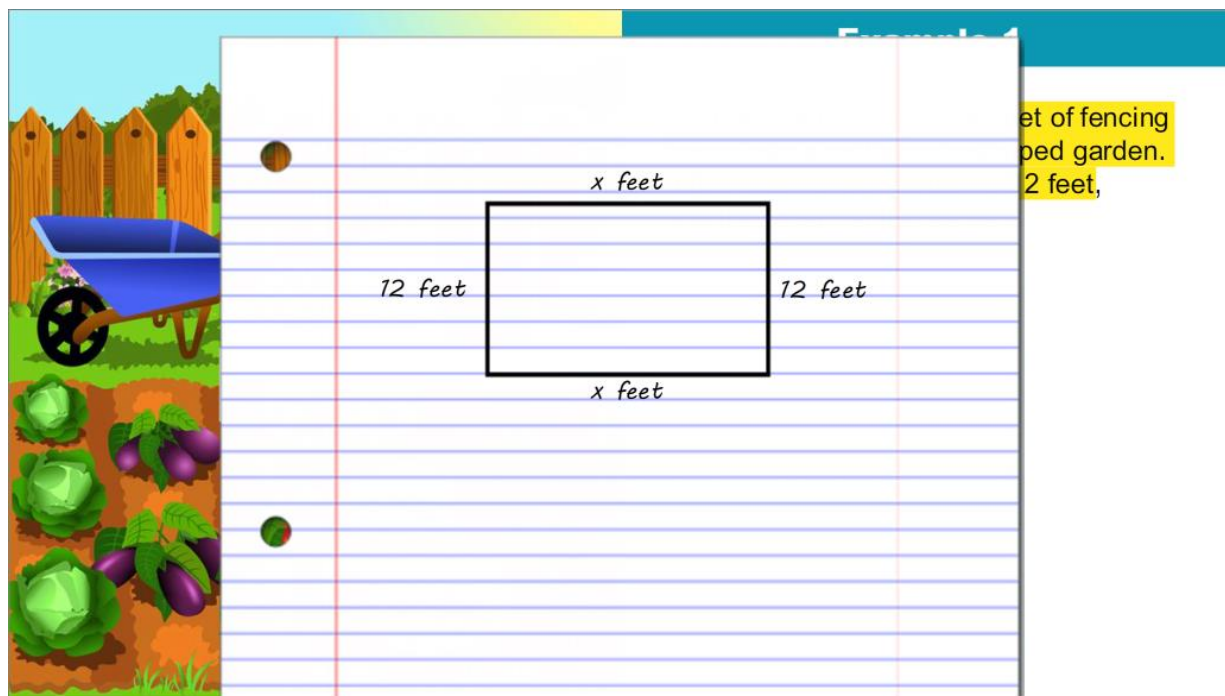 et of fencing
ped garden.
2 feet,
x feet
12 feet
12 feet
x feet